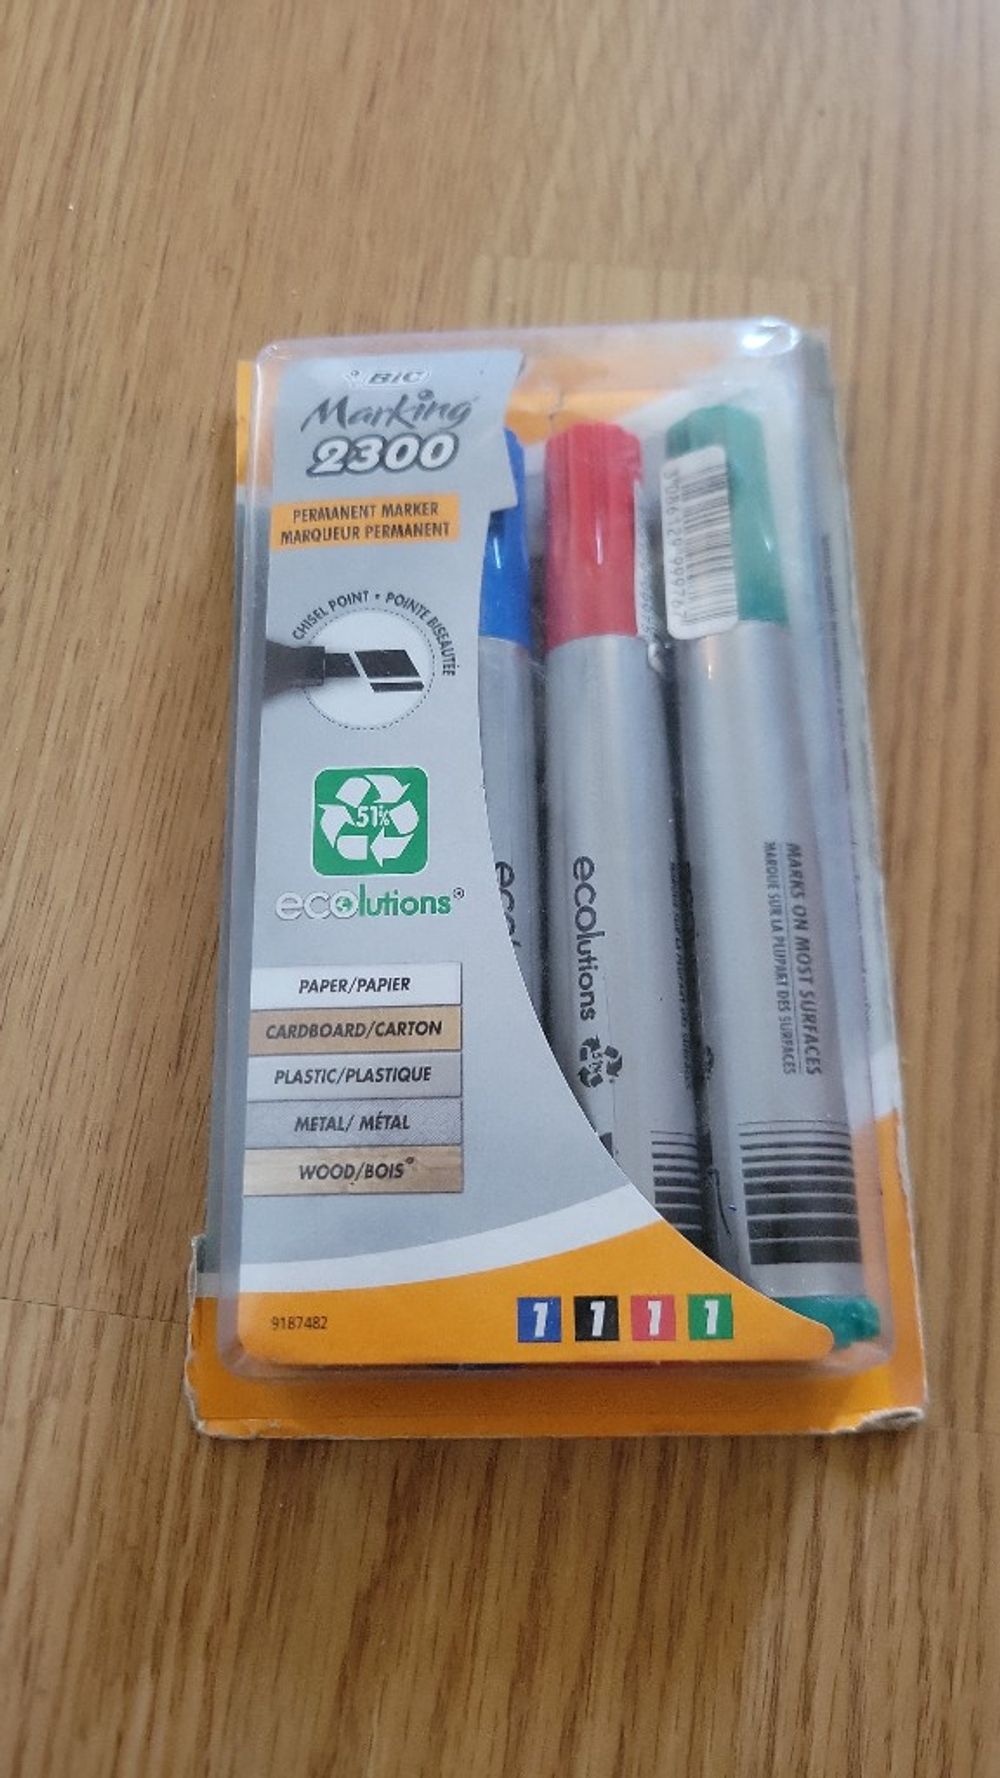 BiC
Marking
2300
PERMANENT MARKER
MARQUEUR PERMANENT
CHISEL POINT • POINTE BISEAUTÉE
51%
ecolutions®
PAPER/PAPIER
CARDBOARD/CARTON
PLASTIC/PLASTIQUE
METAL/ MÉTAL
WOOD/BOIS
9187482
1 1 1 1
ecolutions
51%
MARKS ON MOST SURFACES
MARQUE SUR LA PLUPART DES SURFACES